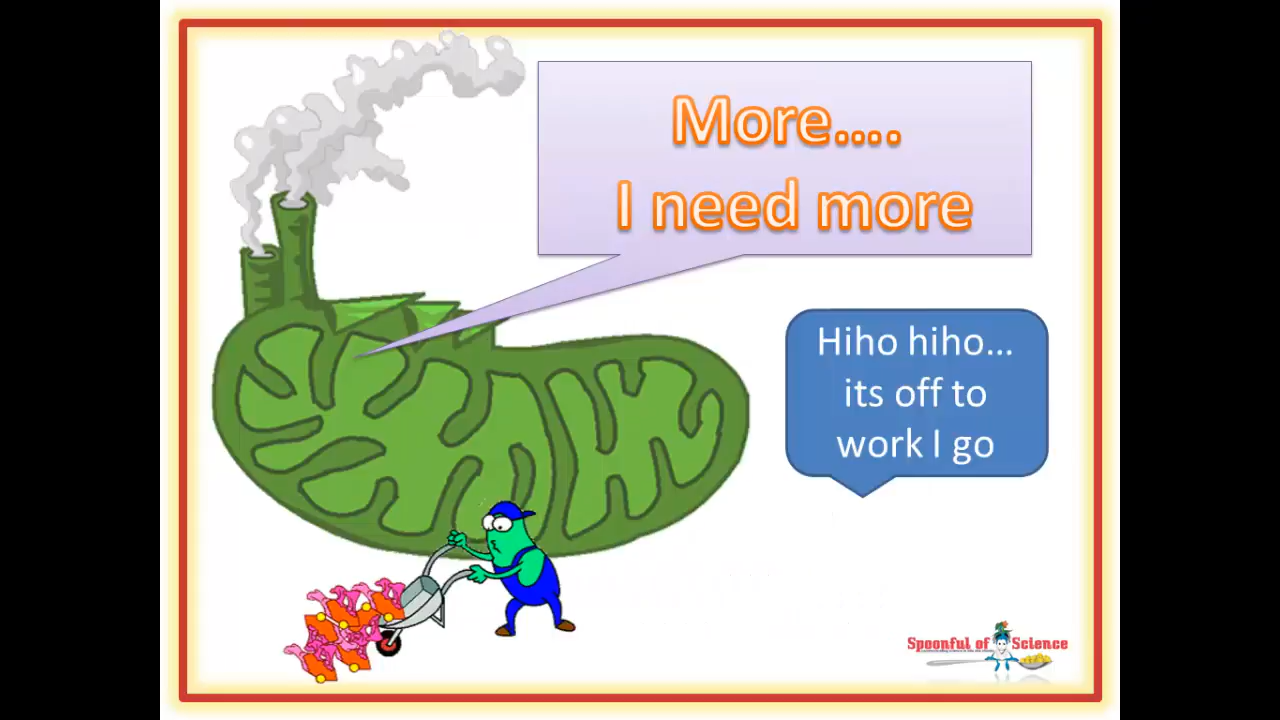 More....
I need more
Hiho hiho...
its off to
work I go
Spoonful of Science